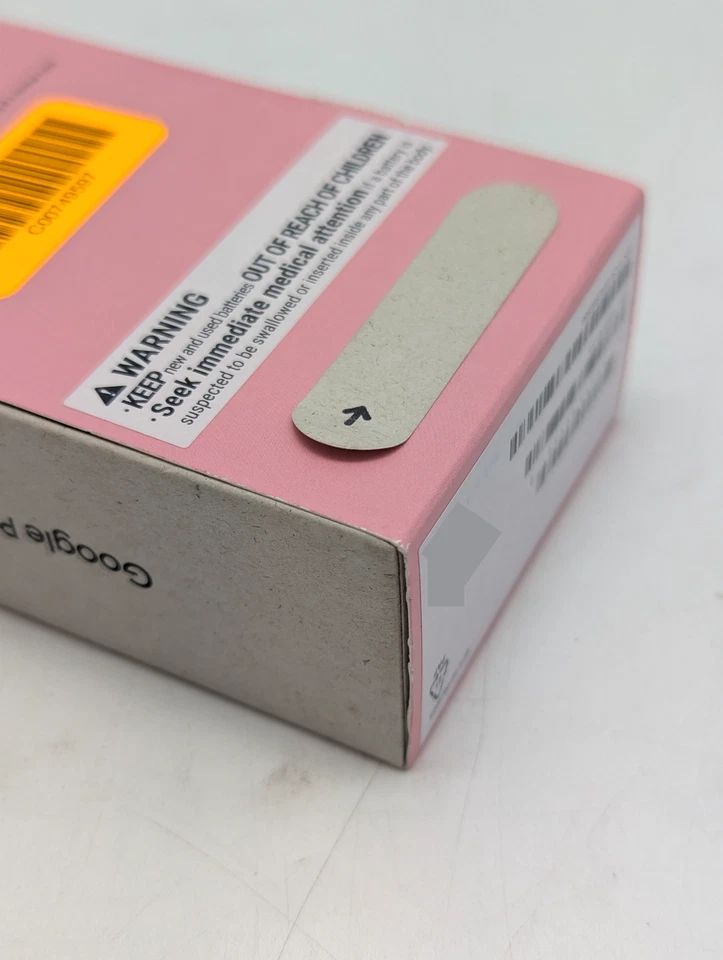 C00749597
⚠ WARNING
· KEEP new and used batteries OUT OF REACH OF CHILDREN
· Seek immediate medical attention if a battery is
suspected to be swallowed or inserted inside any part of the body.
Google P